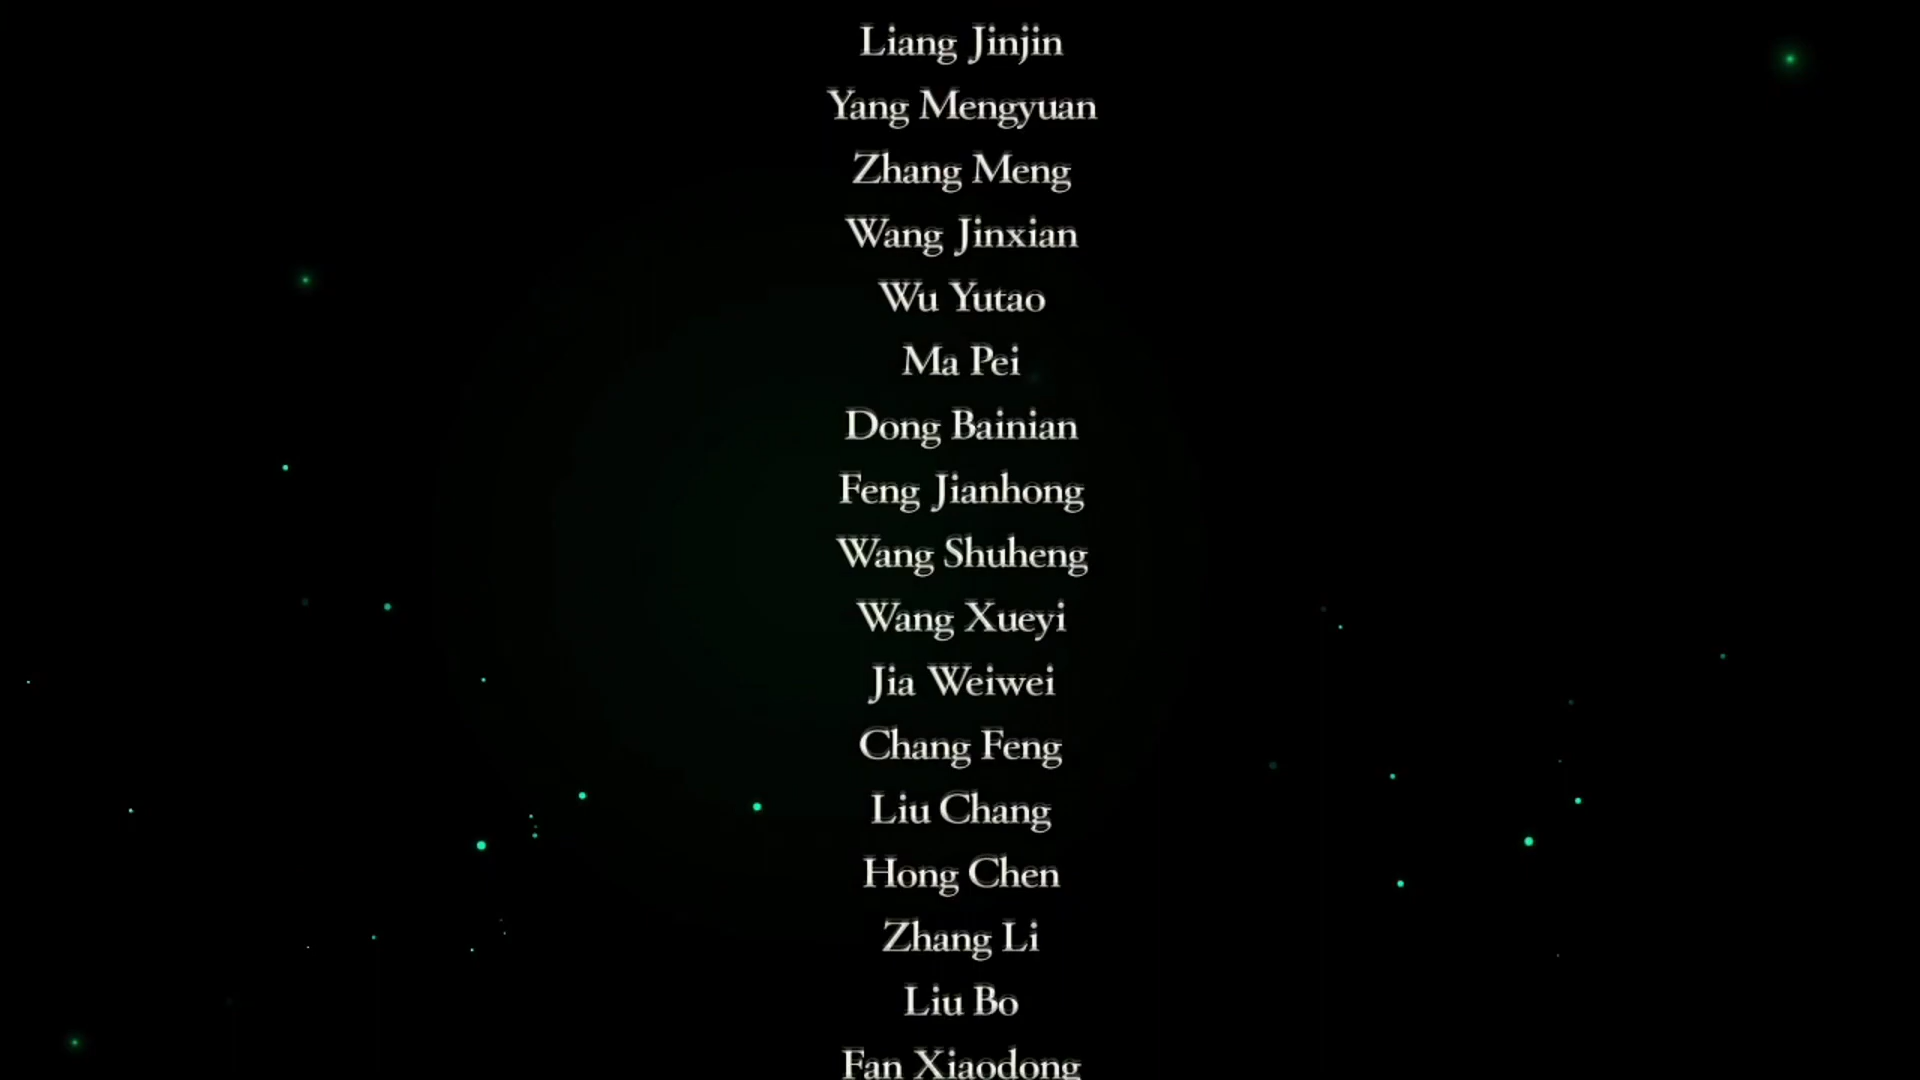 Liang Jinjin
Yang Mengyuan
Zhang Meng
Wang Jinxian
Wu Yutao
Ma Pei
Dong Bainian
Feng Jianhong
Wang Shuheng
Wang Xueyi
Jia Weiwei
Chang Feng
Liu Chang
Hong Chen
Zhang Li
Liu Bo
Fan Xiaodong